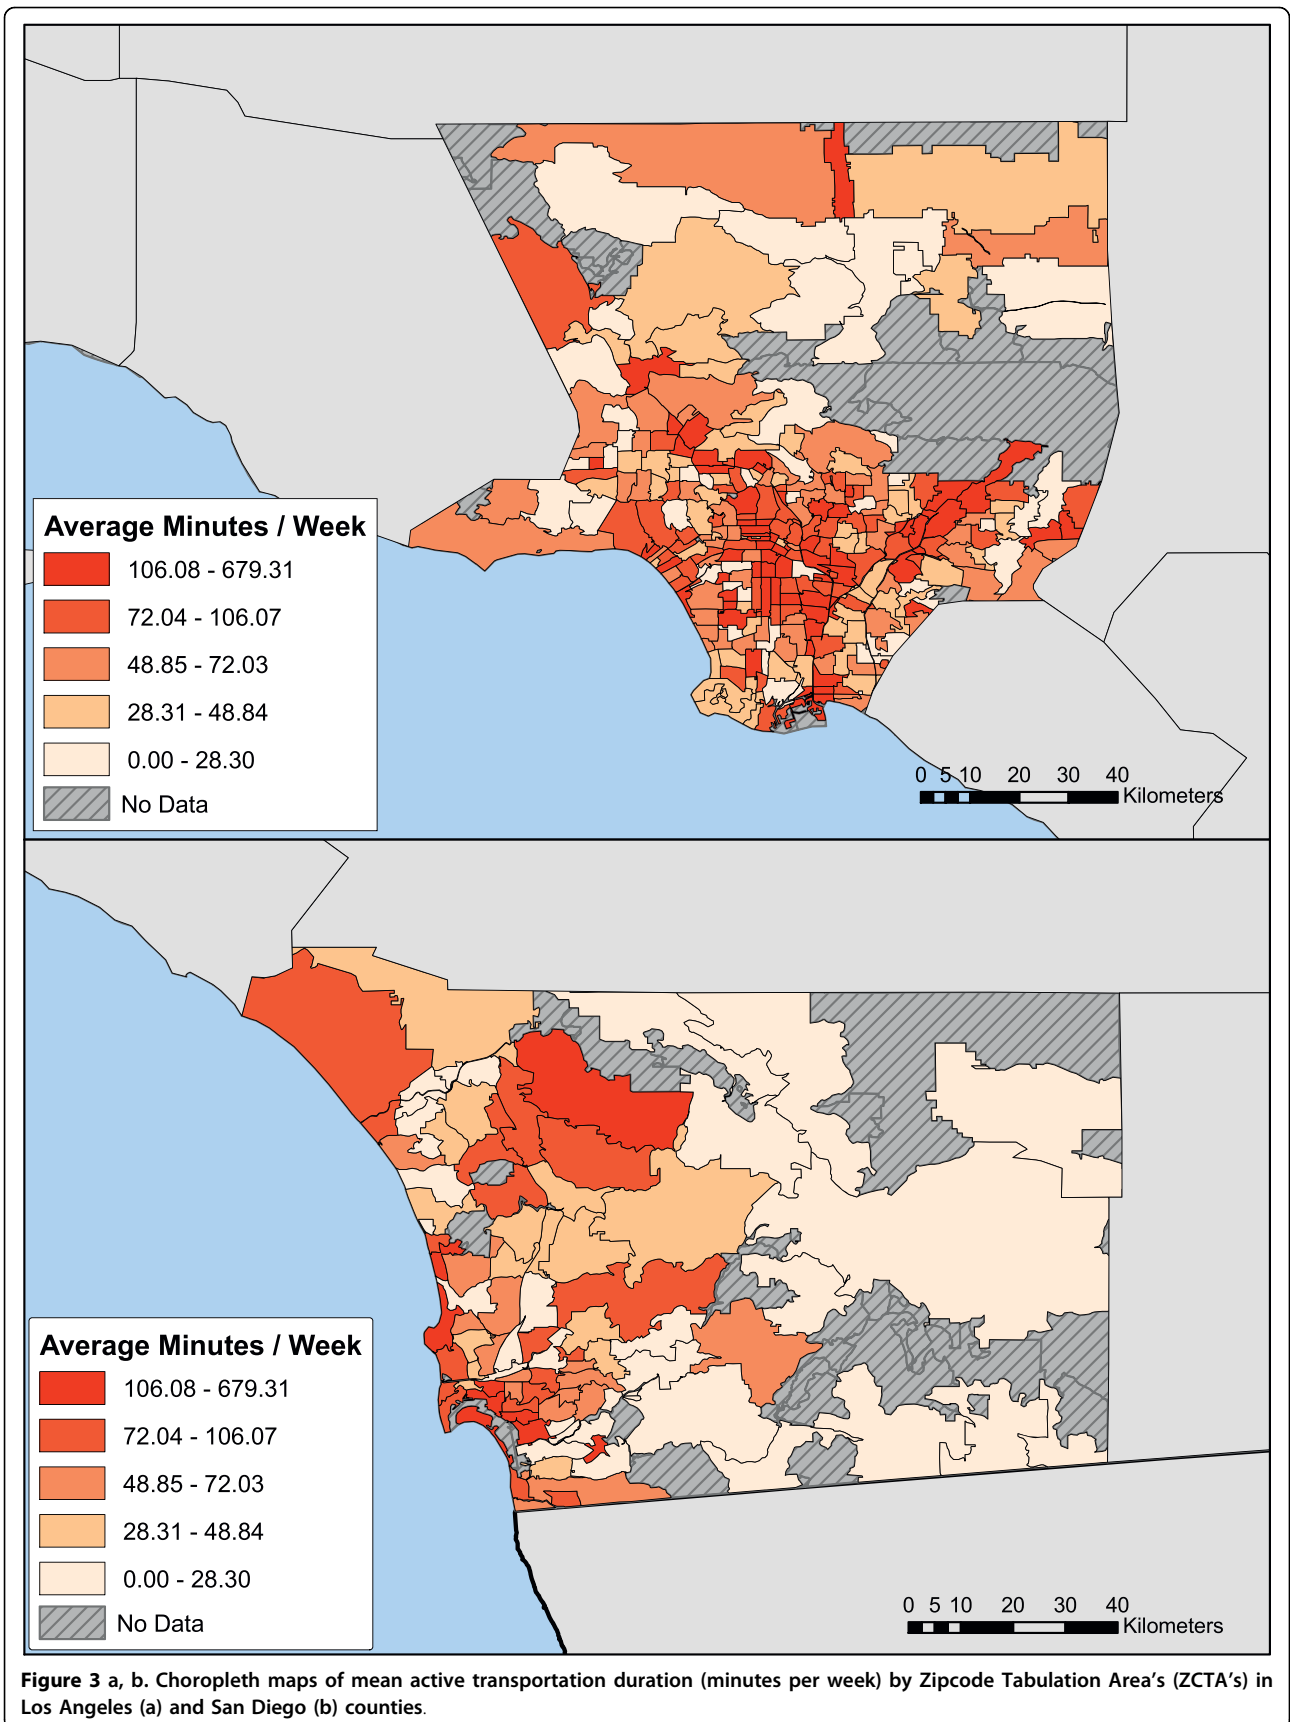 Average Minutes / Week
106.08 - 679.31
72.04 - 106.07
48.85 - 72.03
28.31 - 48.84
0.00 - 28.30
No Data
0 5 10 20 30 40
Kilometers
Average Minutes / Week
106.08 - 679.31
72.04 - 106.07
48.85 - 72.03
28.31 - 48.84
0.00 - 28.30
No Data
0 5 10 20 30 40
Kilometers
Figure 3 a, b. Choropleth maps of mean active transportation duration (minutes per week) by Zipcode Tabulation Area's (ZCTA's) in
Los Angeles (a) and San Diego (b) counties.